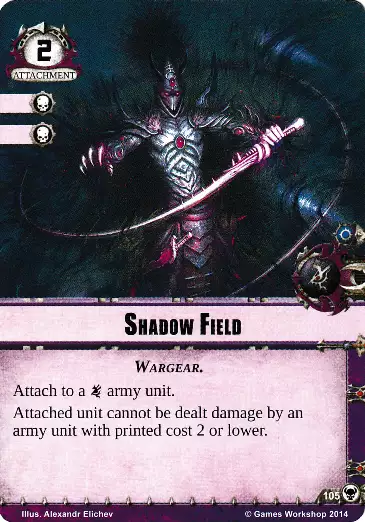 2
ATTACHMENT
SHADOW FIELD
WARGEAR.
Attach to a army unit.
Attached unit cannot be dealt damage by an
army unit with printed cost 2 or lower.
105
Illus. Alexandr Elichev
© Games Workshop 2014